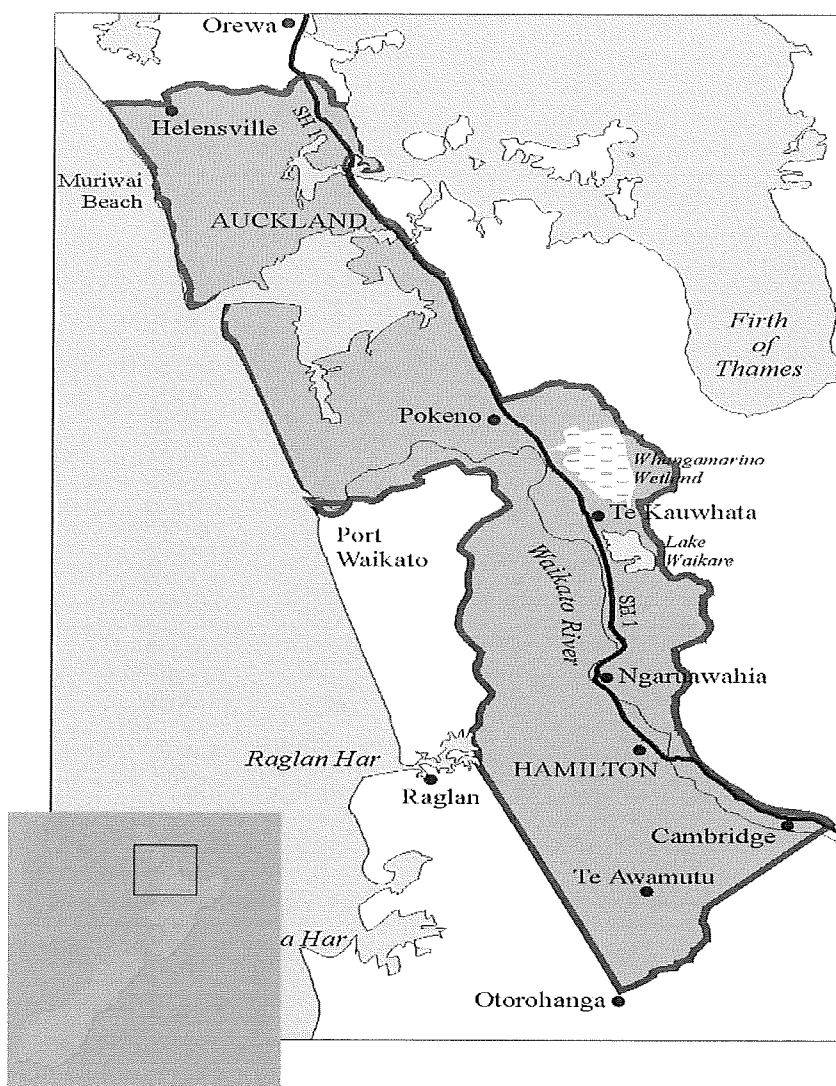 Orewa
SH 1
Helensville
Muriwai
Beach
AUCKLAND
Firth
of
Thames
Pokeno
Whangamarino
Wetland
Te Kauwhata
Port
Waikato
Lake
Waikare
Waikato River
SH 1
Ngaruawahia
Raglan Har
HAMILTON
Raglan
Cambridge
Te Awamutu
a Har
Otorohanga